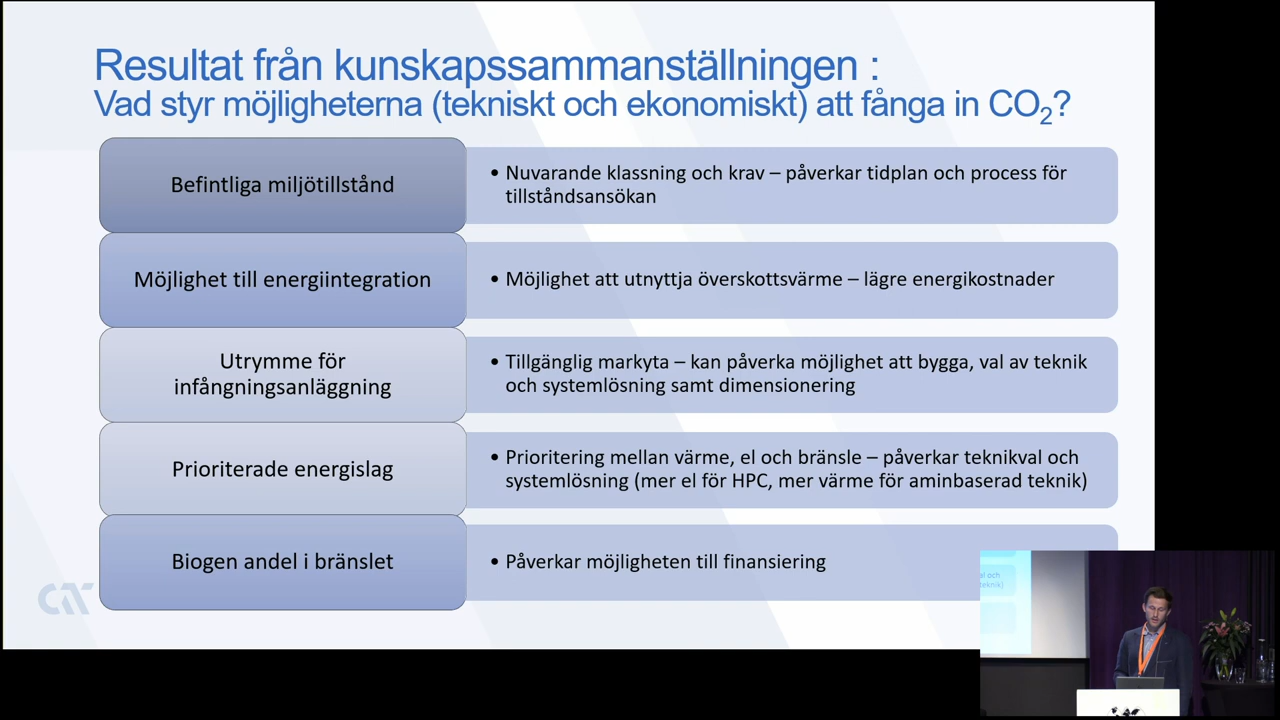 Resultat från kunskapssammanställningen :
Vad styr möjligheterna (tekniskt och ekonomiskt) att fånga in CO₂?
Befintliga miljötillstånd
• Nuvarande klassning och krav – påverkar tidplan och process för
tillståndsansökan
Möjlighet till energiintegration
• Möjlighet att utnyttja överskottsvärme – lägre energikostnader
Utrymme för
infångningsanläggning
• Tillgänglig markyta – kan påverka möjlighet att bygga, val av teknik
och systemlösning samt dimensionering
Prioriterade energislag
• Prioritering mellan värme, el och bränsle – påverkar teknikval och
systemlösning (mer el för HPC, mer värme för aminbaserad teknik)
Biogen andel i bränslet
• Påverkar möjligheten till finansiering